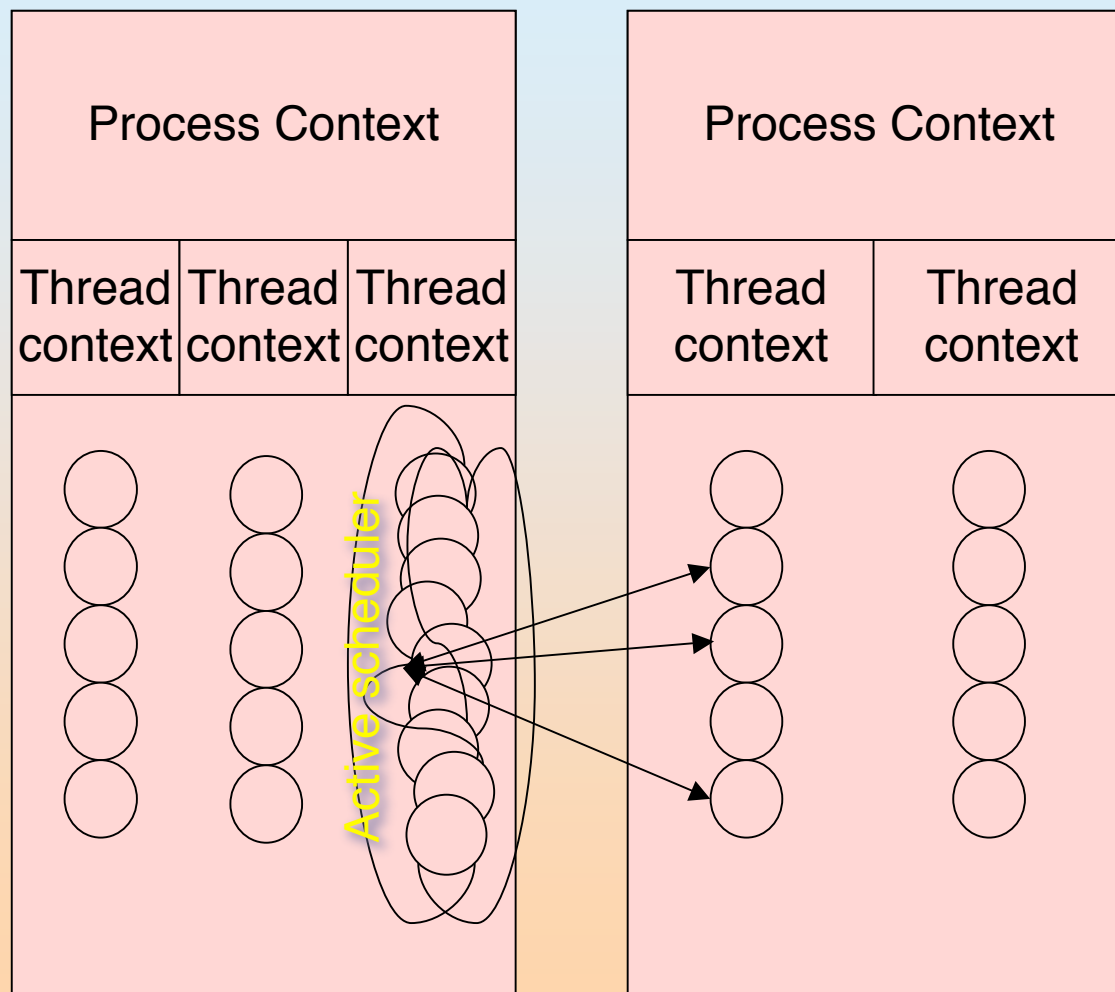 Process Context
Process Context
Thread
context
Thread
context
Thread
context
Thread
context
Thread
context
Active scheduler